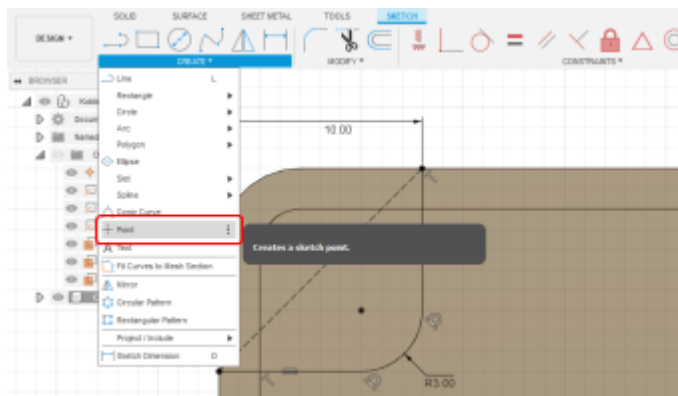 SOLID SURFACE SHEET METAL TOOLS SKETCH
DESIGN
CREATE MODIFY CONSTRAINTS
BROWSER
Line L
Rectangle
Circle
Arc
Polygon
Ellipse
Slot
Spline
Conic Curve
Point
Text
Fit Curves to Mesh Section
Mirror
Circular Pattern
Rectangular Pattern
Project / Include
Sketch Dimension D
Creates a sketch point.
10.00
R3.00